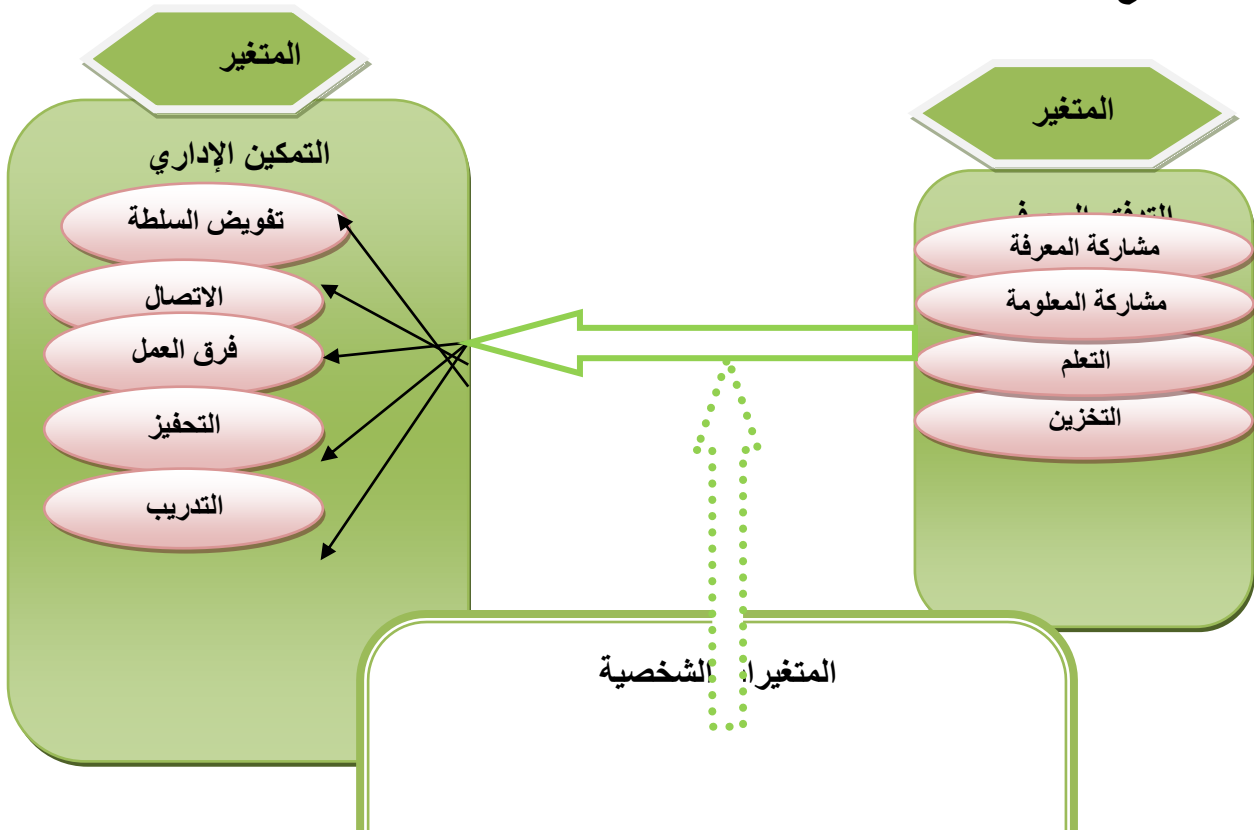 المتغير
مشاركة المعرفة
مشاركة المعلومة
التعلم
التخزين
المتغير
التمكين الإداري
تفويض السلطة
الاتصال
فرق العمل
التحفيز
التدريب
الشخصية